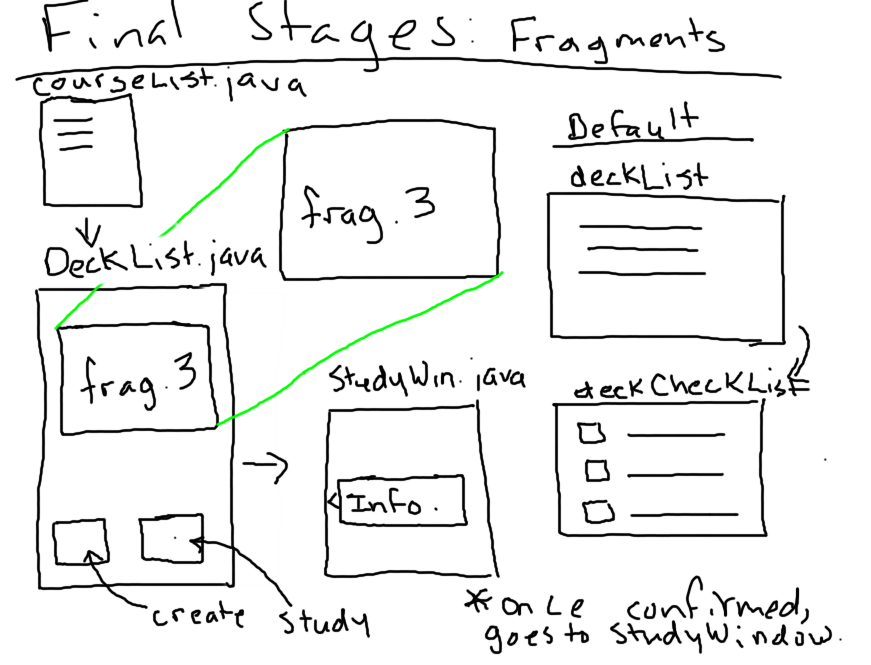 Final Stages: Fragments
courseList.java
Default
deckList
frag. 3
DeckList.java
frag. 3
StudyWin.java
deckCheckList
Info.
create
study
*once confirmed,
goes to studyWindow.